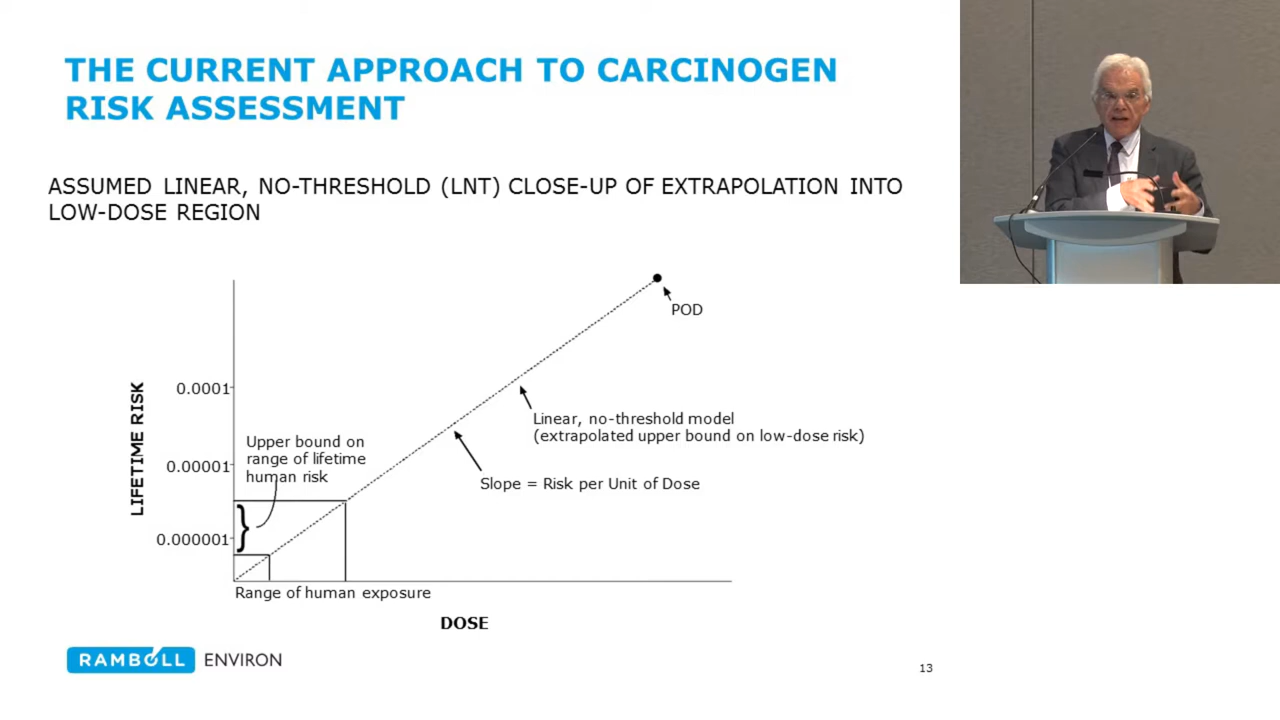 THE CURRENT APPROACH TO CARCINOGEN
RISK ASSESSMENT
ASSUMED LINEAR, NO-THRESHOLD (LNT) CLOSE-UP OF EXTRAPOLATION INTO
LOW-DOSE REGION
POD
LIFETIME RISK
0.0001
0.00001
0.000001
Upper bound on
range of lifetime
human risk
}
Linear, no-threshold model
(extrapolated upper bound on low-dose risk)
Slope = Risk per Unit of Dose
Range of human exposure
DOSE
RAMBOLL ENVIRON
13